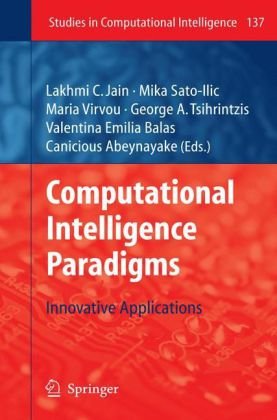 Studies in Computational Intelligence 137
Lakhmi C. Jain · Mika Sato-Ilic
Maria Virvou · George A. Tsihrintzis
Valentina Emilia Balas
Canicious Abeynayake (Eds.)
Computational
Intelligence
Paradigms
Innovative Applications
Springer